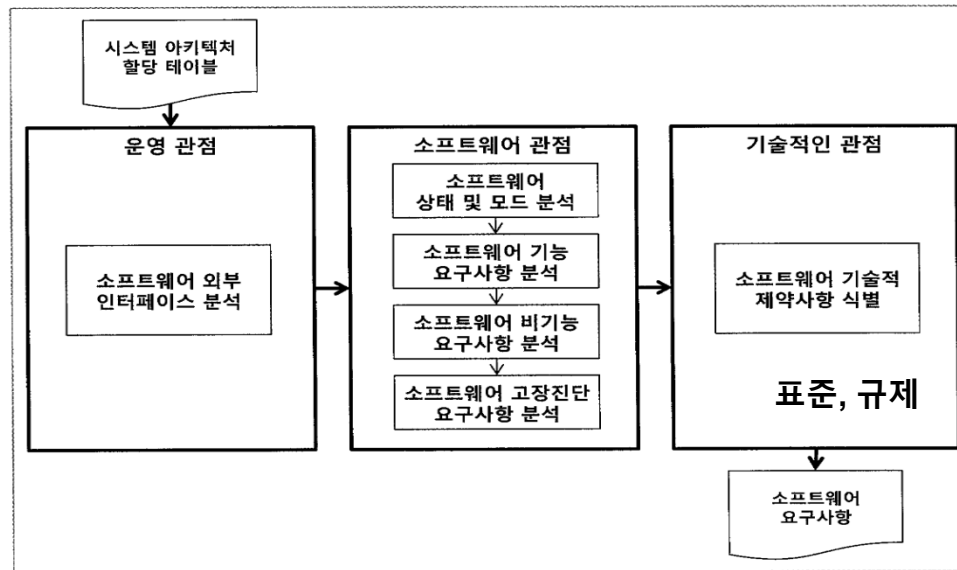 시스템 아키텍처
할당 테이블
운영 관점
소프트웨어 외부
인터페이스 분석
소프트웨어 관점
소프트웨어
상태 및 모드 분석
소프트웨어 기능
요구사항 분석
소프트웨어 비기능
요구사항 분석
소프트웨어 고장진단
요구사항 분석
기술적인 관점
소프트웨어 기술적
제약사항 식별
표준, 규제
소프트웨어
요구사항